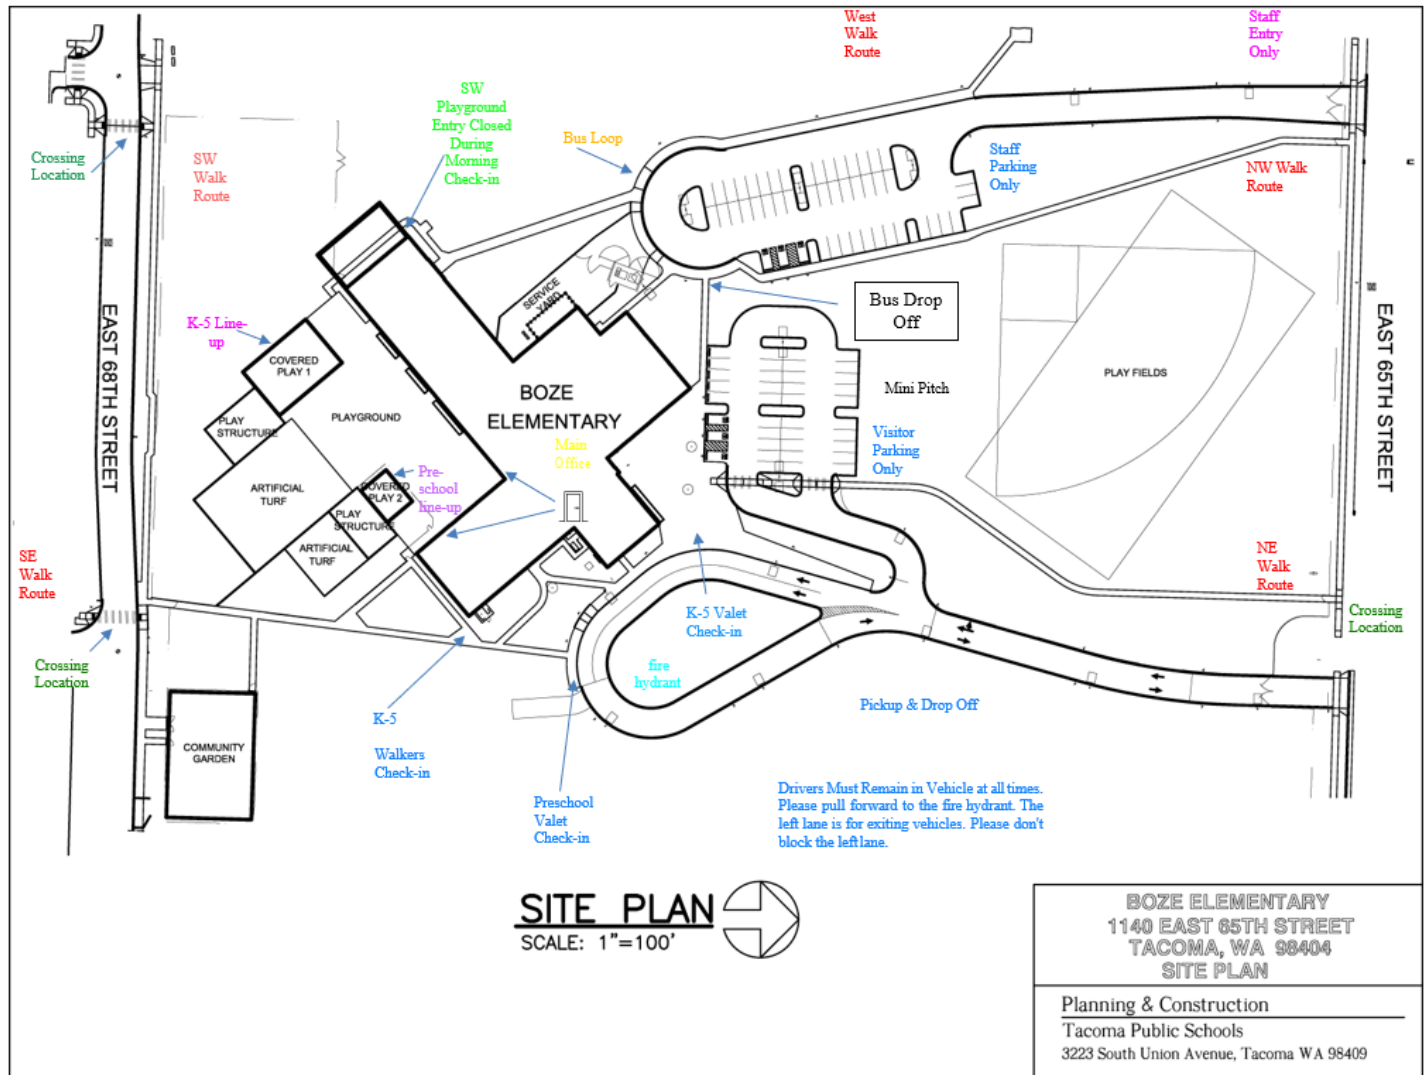 West
Walk
Route
Staff
Entry
Only
SW
Playground
Entry Closed
During
Morning
Check-in
Bus Loop
Crossing
Location
SW
Walk
Route
Staff
Parking
Only
NW Walk
Route
SERVICE
YARD
Bus Drop
Off
EAST 68TH STREET
K-5 Line-
up
COVERED
PLAY 1
BOZE
ELEMENTARY
Mini Pitch
PLAY FIELDS
EAST 65TH STREET
PLAY
STRUCTURE
PLAYGROUND
Main
Office
Visitor
Parking
Only
ARTIFICIAL
TURF
Pre-
school
line-up
COVERED
PLAY 2
PLAY
STRUCTURE
ARTIFICIAL
TURF
SE
Walk
Route
NE
Walk
Route
K-5 Valet
Check-in
Crossing
Location
Crossing
Location
fire
hydrant
Pickup & Drop Off
K-5
Walkers
Check-in
COMMUNITY
GARDEN
Preschool
Valet
Check-in
Drivers Must Remain in Vehicle at all times.
Please pull forward to the fire hydrant. The
left lane is for exiting vehicles. Please don't
block the left lane.
SITE PLAN
SCALE: 1"=100'
BOZE ELEMENTARY
1140 EAST 65TH STREET
TACOMA, WA 98404
SITE PLAN
Planning & Construction
Tacoma Public Schools
3223 South Union Avenue, Tacoma WA 98409